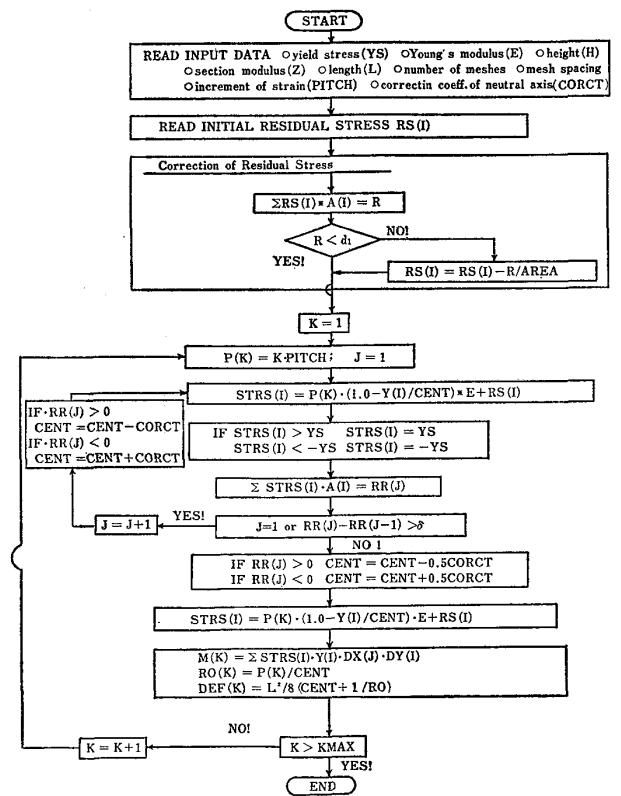 START
READ INPUT DATA ○yield stress(YS) ○Young's modulus(E) ○height(H)
○section modulus(Z) ○length(L) ○number of meshes ○mesh spacing
○increment of strain(PITCH) ○correctin coeff. of neutral axis(CORCT)
READ INITIAL RESIDUAL STRESS RS(I)
Correction of Residual Stress
ΣRS(I)*A(I)=R
R<d₁
NO!
YES!
RS(I)=RS(I)−R/AREA
K=1
P(K)=K·PITCH; J=1
STRS(I)=P(K)·(1.0−Y(I)/CENT)*E+RS(I)
IF·RR(J)>0
CENT=CENT−CORCT
IF·RR(J)<0
CENT=CENT+CORCT
IF STRS(I)>YS STRS(I)=YS
STRS(I)<−YS STRS(I)=−YS
Σ STRS(I)·A(I)=RR(J)
J=J+1
YES!
J=1 or RR(J)−RR(J−1)>δ
NO!
IF RR(J)>0 CENT=CENT−0.5CORCT
IF RR(J)<0 CENT=CENT+0.5CORCT
STRS(I)=P(K)·(1.0−Y(I)/CENT)·E+RS(I)
M(K)=Σ STRS(I)·Y(I)·DX(J)·DY(I)
RO(K)=P(K)/CENT
DEF(K)=L²/8(CENT+1/RO)
NO!
K=K+1
K>KMAX
YES!
END